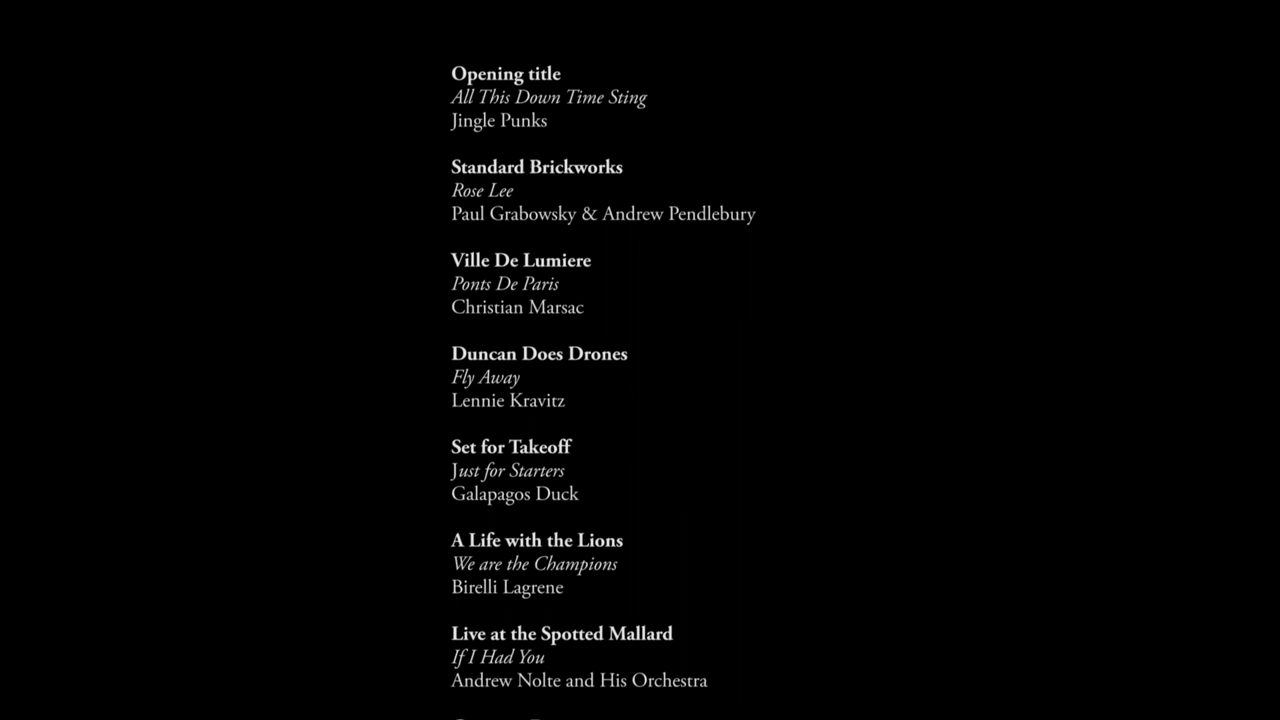 Opening title
All This Down Time Sting
Jingle Punks
Standard Brickworks
Rose Lee
Paul Grabowsky & Andrew Pendlebury
Ville De Lumiere
Ponts De Paris
Christian Marsac
Duncan Does Drones
Fly Away
Lennie Kravitz
Set for Takeoff
Just for Starters
Galapagos Duck
A Life with the Lions
We are the Champions
Birelli Lagrene
Live at the Spotted Mallard
If I Had You
Andrew Nolte and His Orchestra